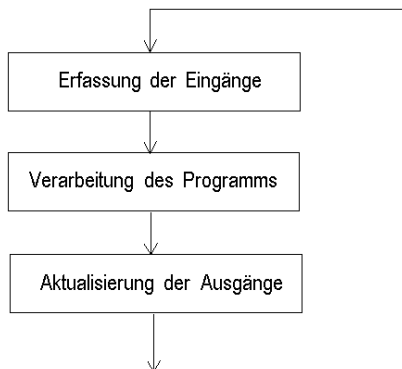 Erfassung der Eingänge
Verarbeitung des Programms
Aktualisierung der Ausgänge